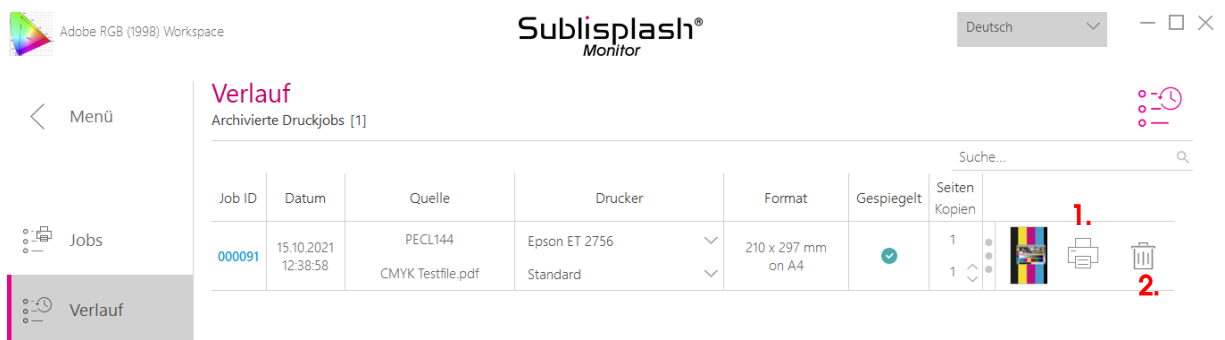 Adobe RGB (1998) Workspace
Sublisplash®
Monitor
Deutsch
Menü
Verlauf
Archivierte Druckjobs [1]
Suche...
Job ID Datum Quelle Drucker Format Gespiegelt Seiten
Kopien
1.
000091
15.10.2021
12:38:58
PECL144
CMYK Testfile.pdf
Epson ET 2756
Standard
210 x 297 mm
on A4
1
1
2.
Jobs
Verlauf